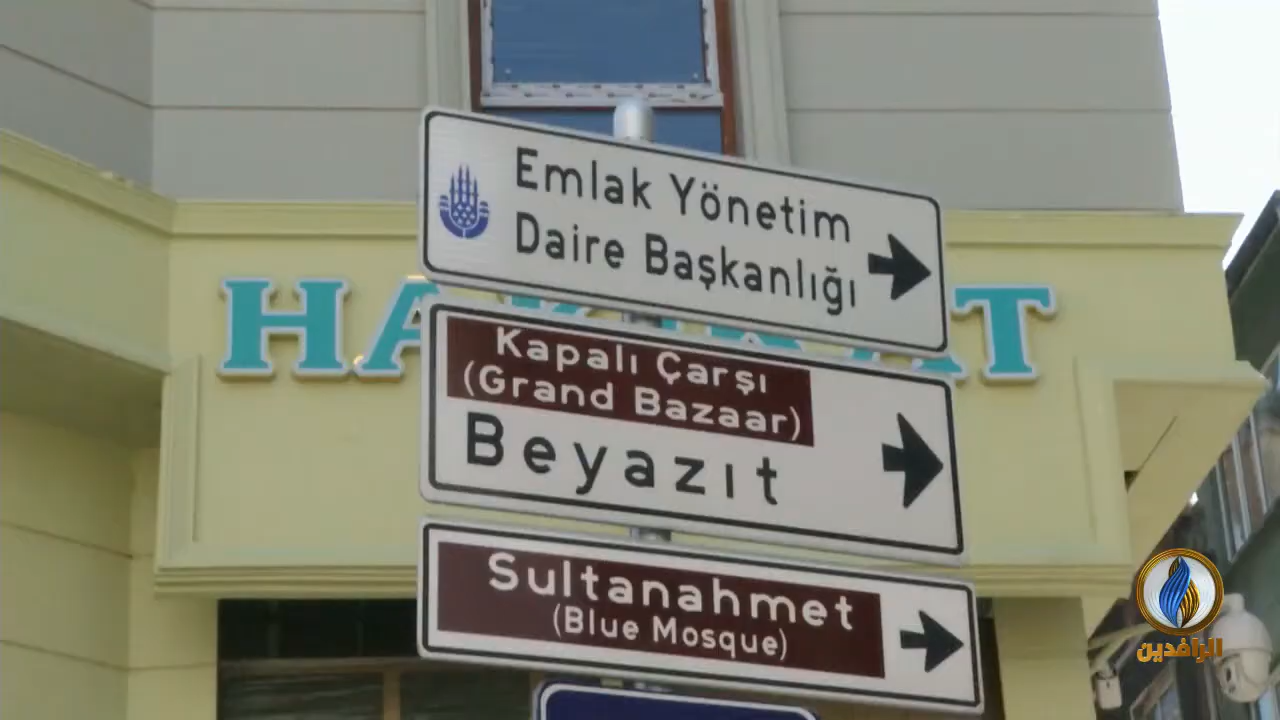 Emlak Yönetim
Daire Başkanlığı
Kapalı Çarşı
(Grand Bazaar)
Beyazıt
Sultanahmet
(Blue Mosque)
الرافدين